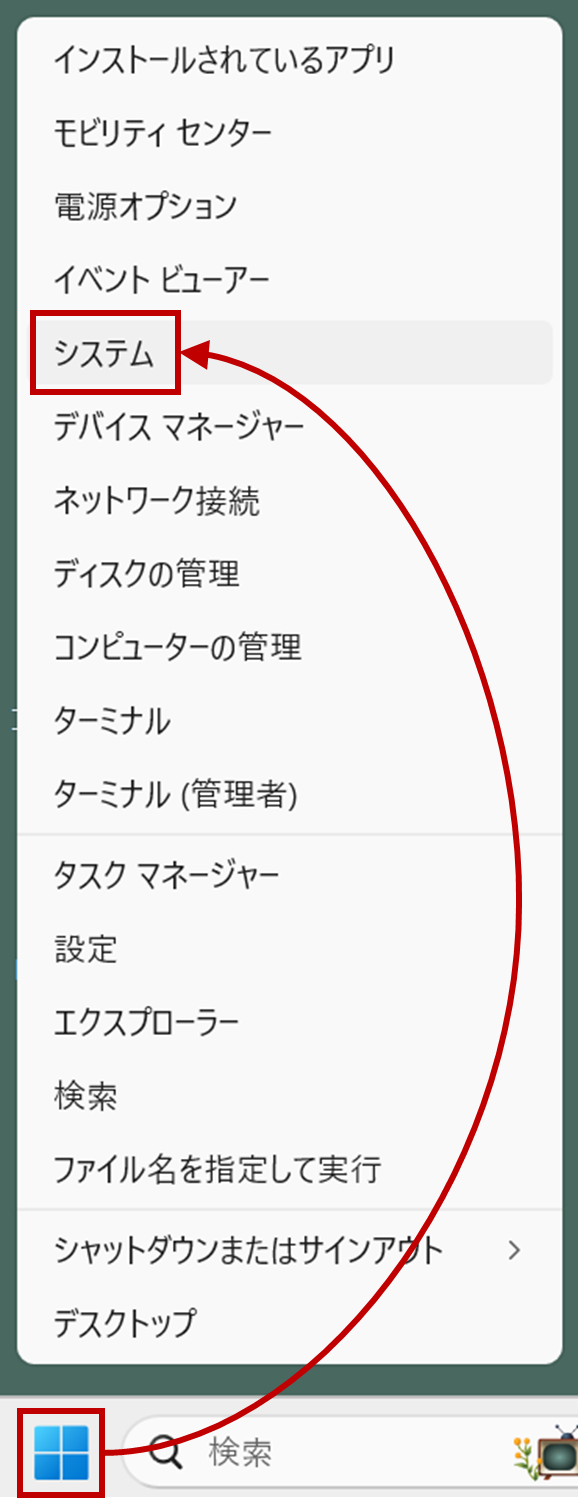 インストールされているアプリ
モビリティ センター
電源オプション
イベント ビューアー
システム
デバイス マネージャー
ネットワーク接続
ディスクの管理
コンピューターの管理
ターミナル
ターミナル (管理者)
タスク マネージャー
設定
エクスプローラー
検索
ファイル名を指定して実行
シャットダウンまたはサインアウト
デスクトップ
検索